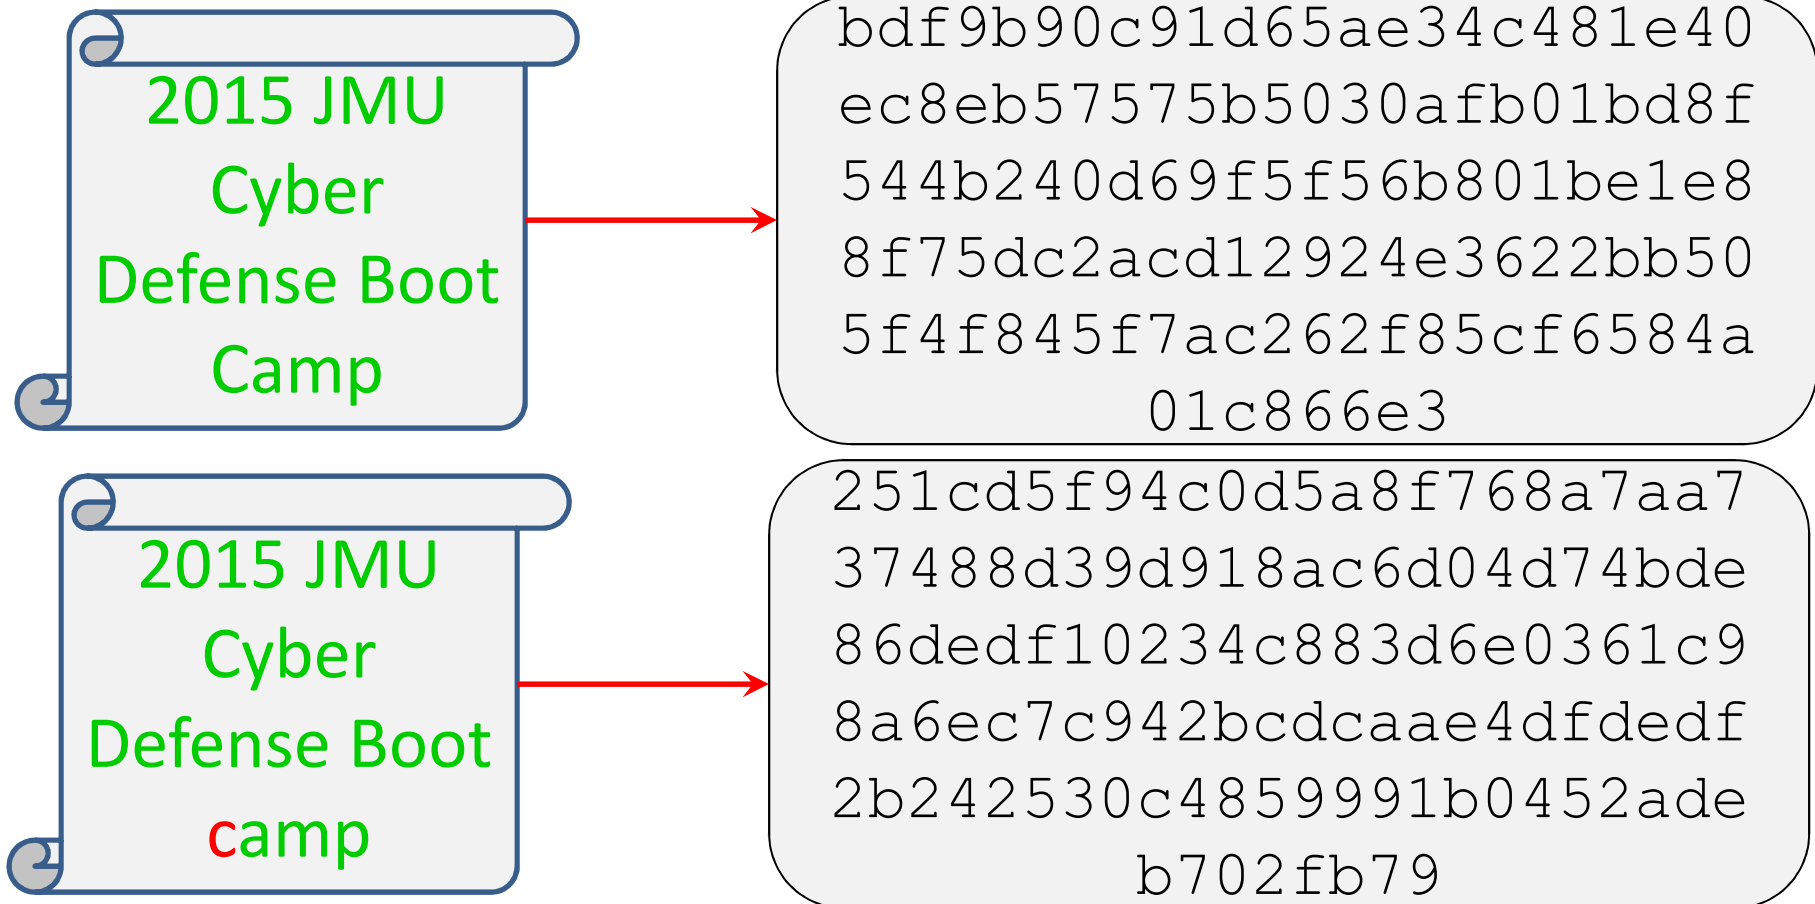 2015 JMU
Cyber
Defense Boot
Camp
bdf9b90c91d65ae34c481e40
ec8eb57575b5030afb01bd8f
544b240d69f5f56b801be1e8
8f75dc2acd12924e3622bb50
5f4f845f7ac262f85cf6584a
01c866e3
2015 JMU
Cyber
Defense Boot
camp
251cd5f94c0d5a8f768a7aa7
37488d39d918ac6d04d74bde
86dedf10234c883d6e0361c9
8a6ec7c942bcdcaae4dfdedf
2b242530c4859991b0452ade
b702fb79